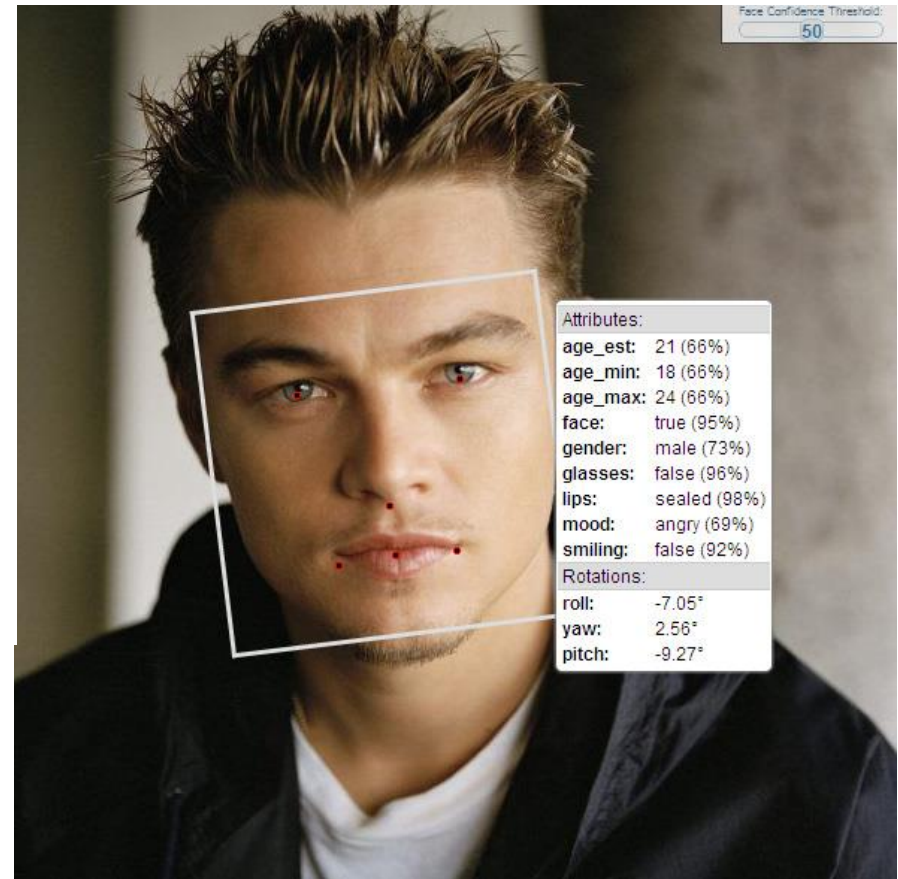 Face Confidence Threshold:
50
Attributes:
age_est: 21 (66%)
age_min: 18 (66%)
age_max: 24 (66%)
face: true (95%)
gender: male (73%)
glasses: false (96%)
lips: sealed (98%)
mood: angry (69%)
smiling: false (92%)
Rotations:
roll: -7.05°
yaw: 2.56°
pitch: -9.27°